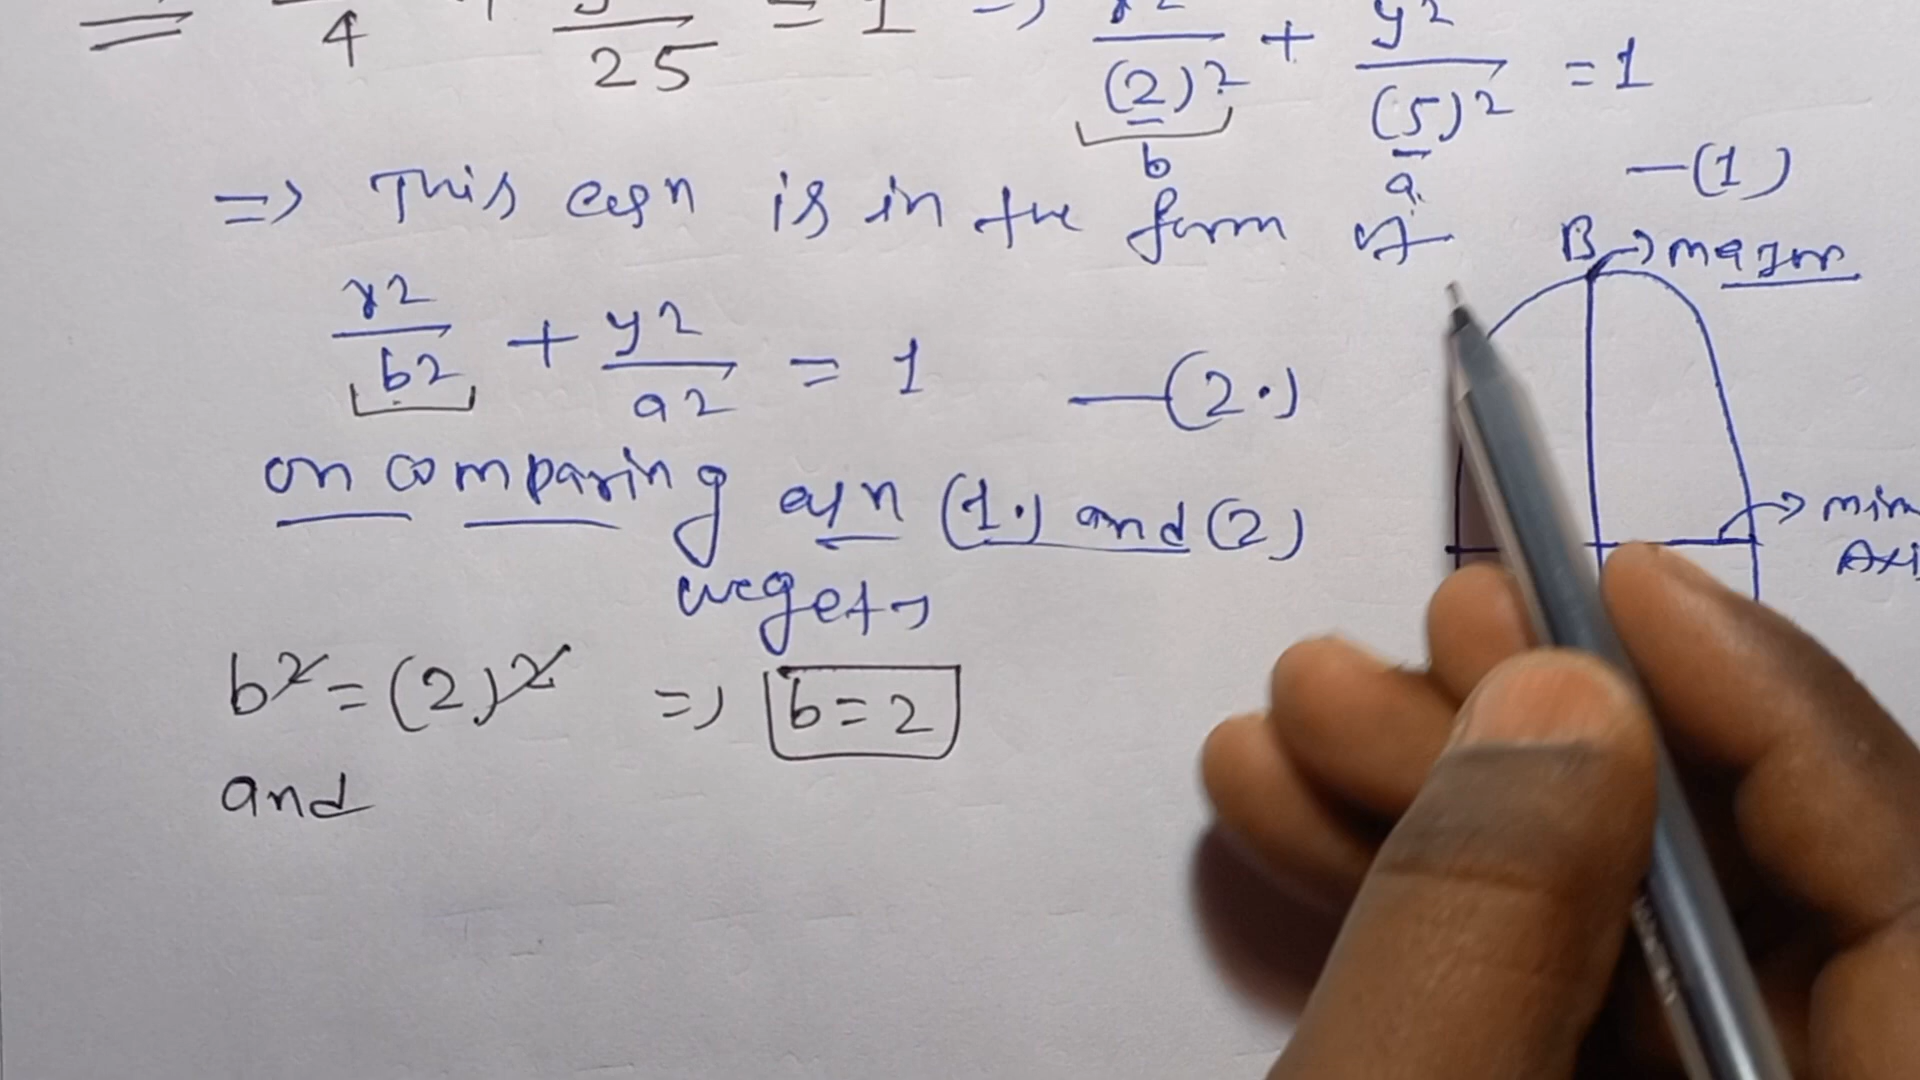 x²/4 + y²/25 = 1 => x²/(2)² + y²/(5)² = 1
b a —(1)
=> This eqn is in the form of
B → major
x²/b² + y²/a² = 1 —(2.)
on comparing eqn (1.) and (2)
we get,
Axi
b² = (2)² => b = 2
and